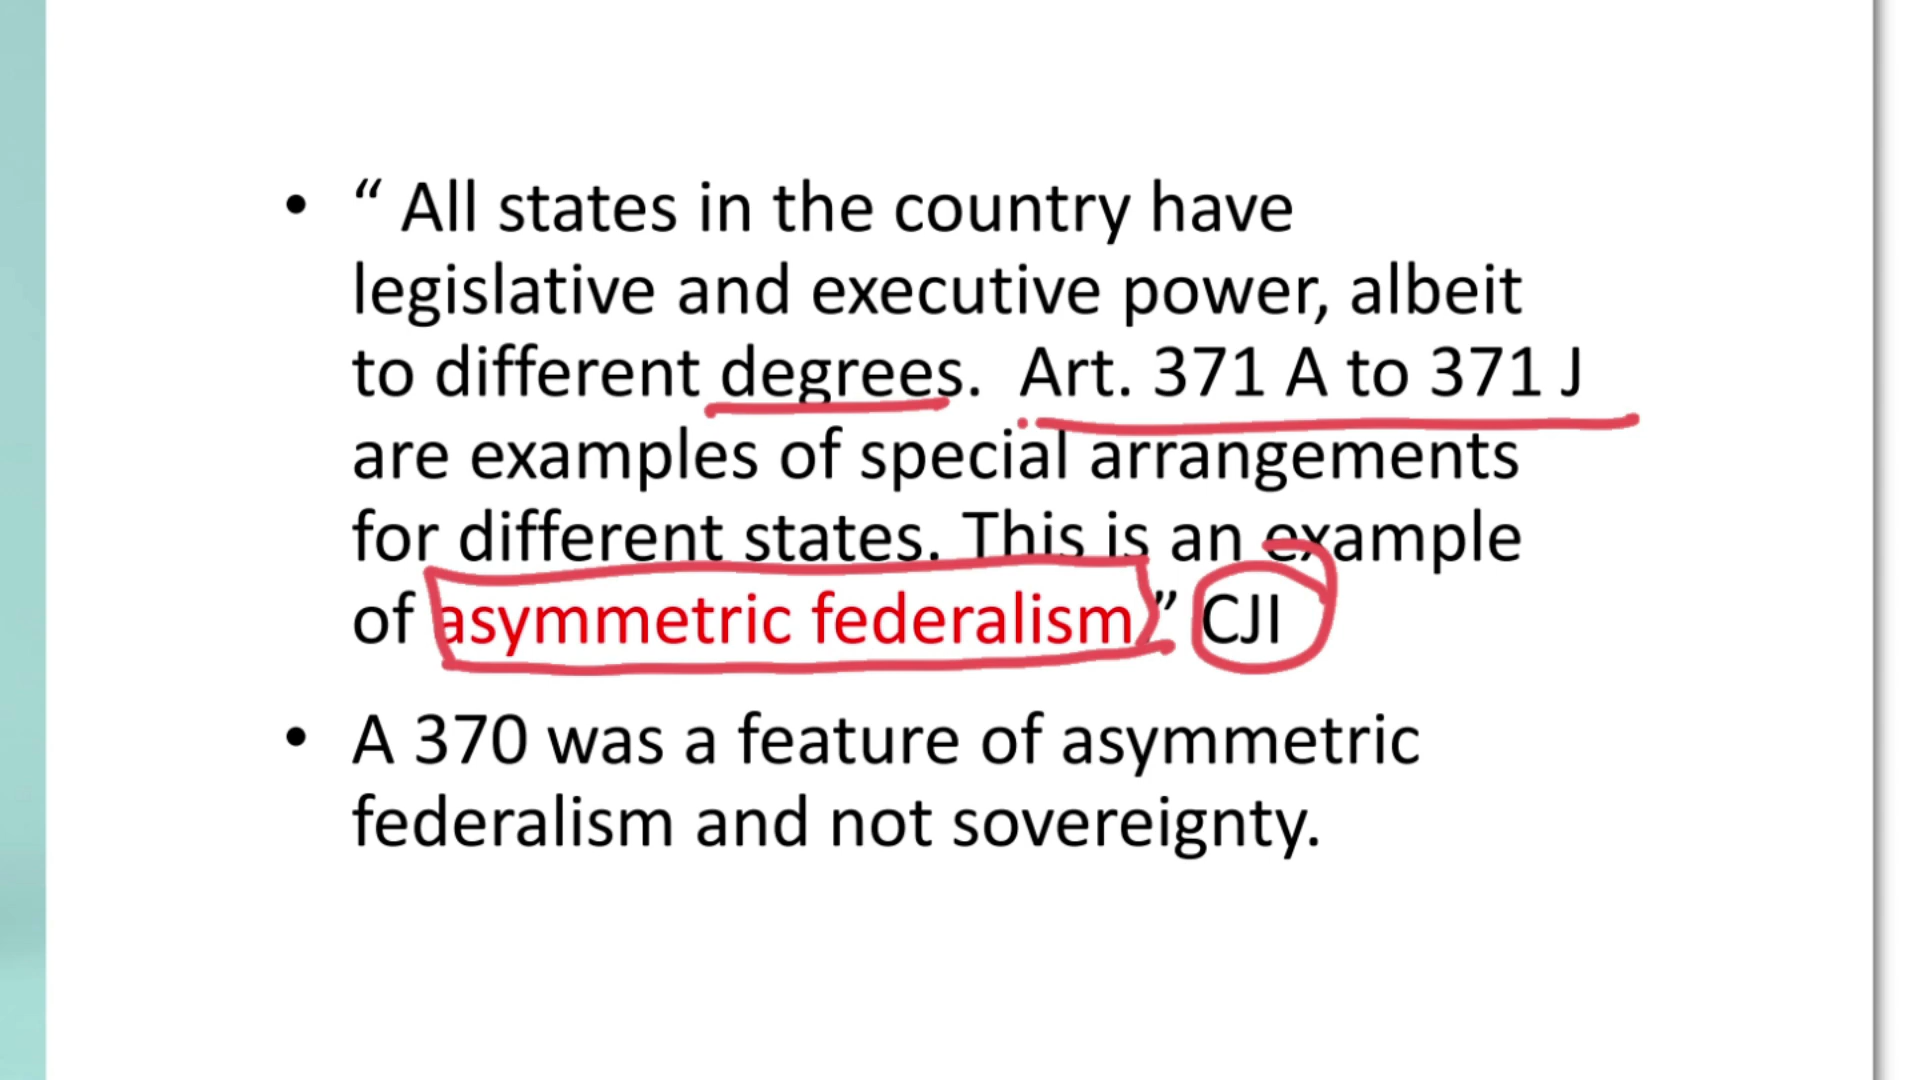 • “ All states in the country have
legislative and executive power, albeit
to different degrees. Art. 371 A to 371 J
are examples of special arrangements
for different states. This is an example
of asymmetric federalism.” CJI
• A 370 was a feature of asymmetric
federalism and not sovereignty.